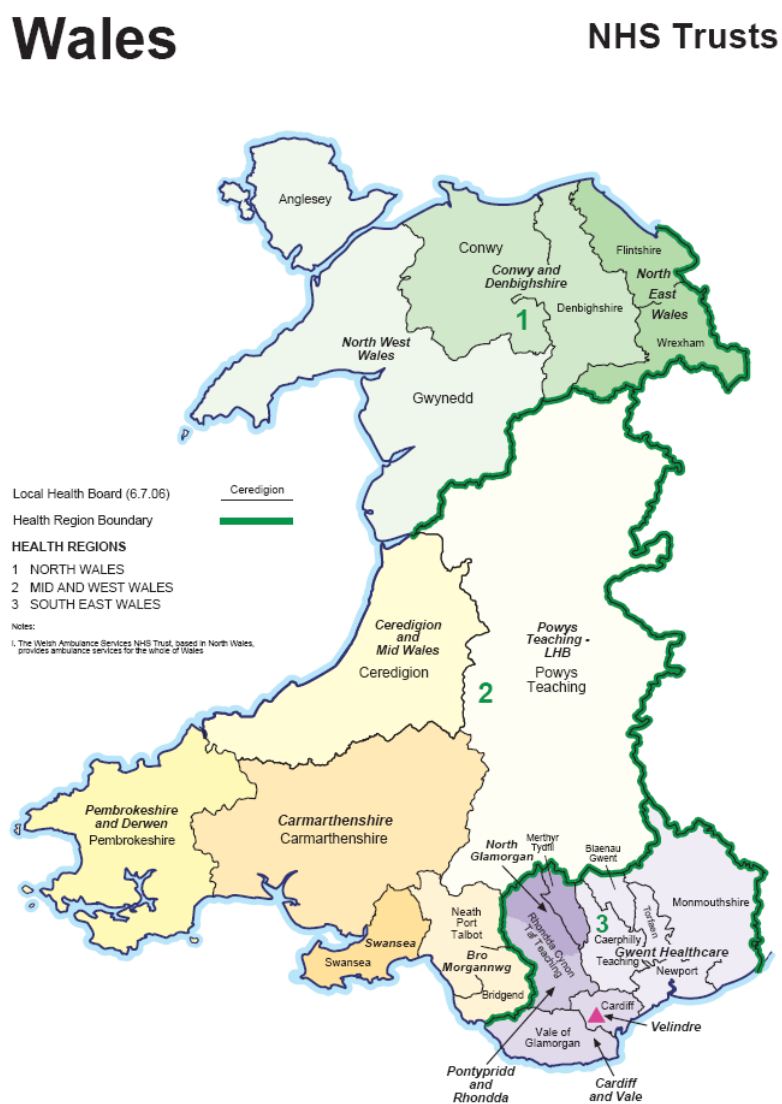 Wales
NHS Trusts
Anglesey
Conwy
Conwy and
Denbighshire
1
Denbighshire
Flintshire
North
East
Wales
Wrexham
North West
Wales
Gwynedd
Local Health Board (6.7.06)
Ceredigion
Health Region Boundary
HEALTH REGIONS
1 NORTH WALES
2 MID AND WEST WALES
3 SOUTH EAST WALES
Notes:
i. The Welsh Ambulance Services NHS Trust, based in North Wales,
provides ambulance services for the whole of Wales
Ceredigion
and
Mid Wales
Ceredigion
Powys
Teaching -
LHB
Powys
Teaching
2
Pembrokeshire
and Derwen
Pembrokeshire
Carmarthenshire
Carmarthenshire
North
Glamorgan
Merthyr
Tydfil
Blaenau
Gwent
Monmouthshire
Neath
Port
Talbot
Rhondda Cynon
Taf Teaching
3
Torfaen
Caerphilly
Teaching
Gwent Healthcare
Newport
Swansea
Swansea
Bro
Morgannwg
Bridgend
Cardiff
Velindre
Vale of
Glamorgan
Pontypridd
and
Rhondda
Cardiff
and Vale